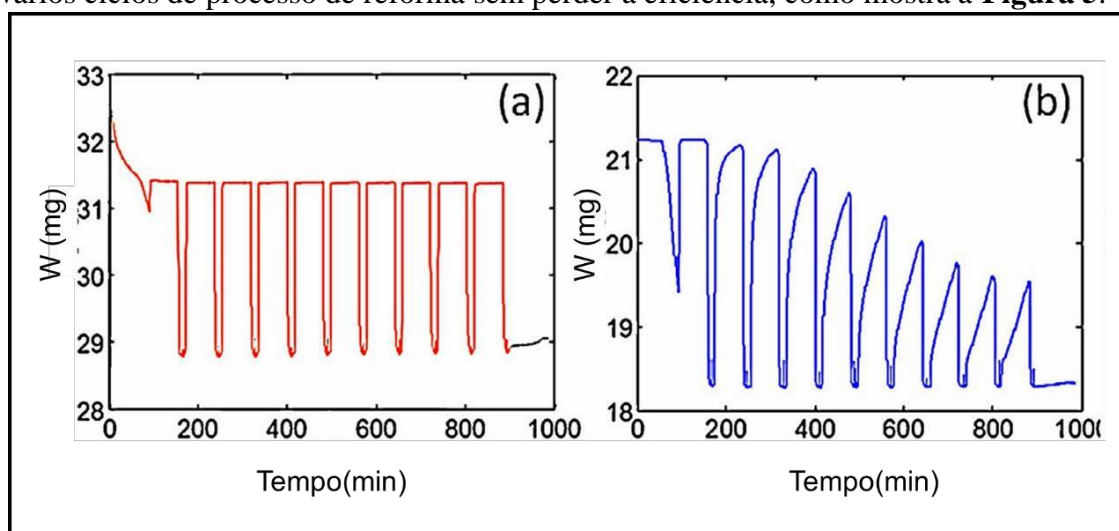 vários ciclos de processo de reforma sem perder a eficiência, como mostra a Figura 5.
(a)
33
32
31
30
29
28
W (mg)
0 200 400 600 800 1000
Tempo(min)
(b)
22
21
20
19
18
W (mg)
0 200 400 600 800 100
Tempo(min)